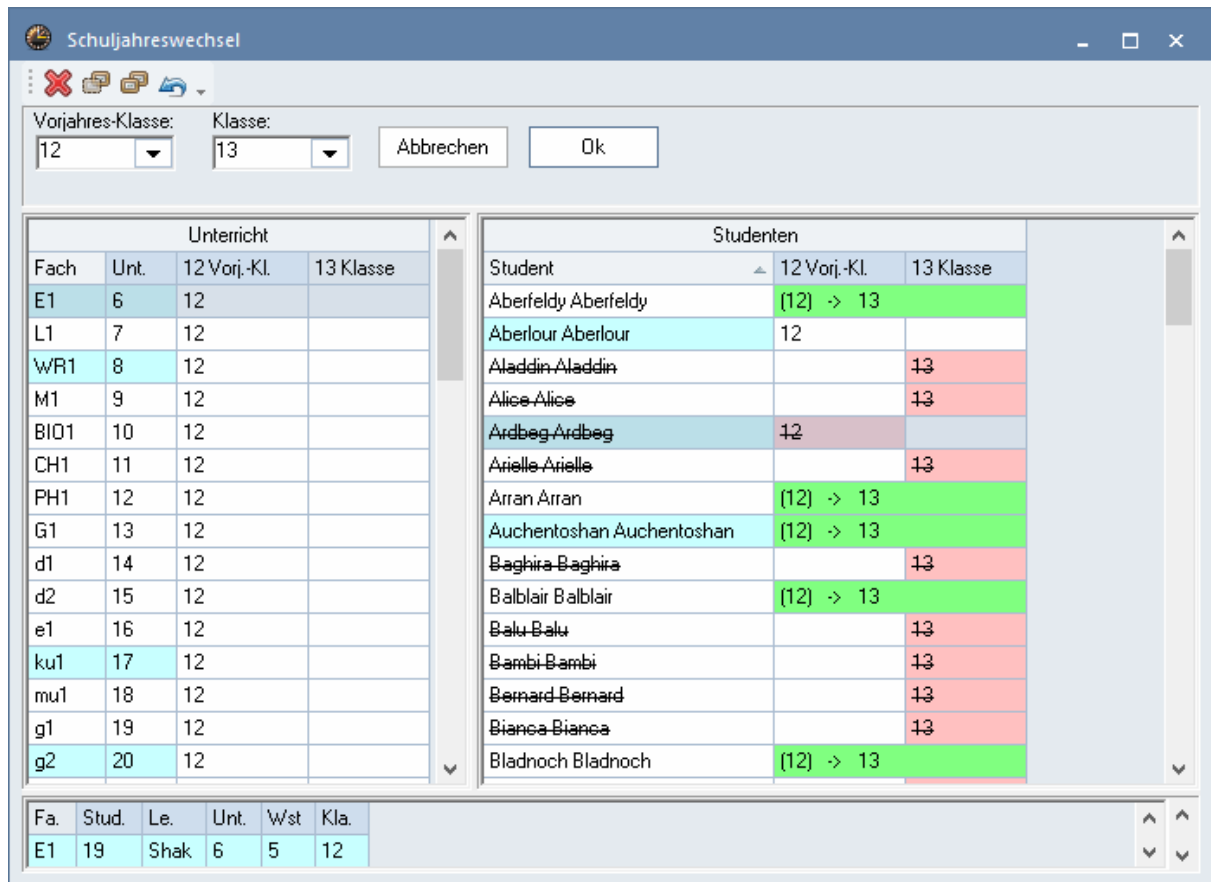 Schuljahreswechsel
Vorjahres-Klasse: Klasse:
12 13 Abbrechen Ok
Unterricht
Fach Unt. 12 Vorj.-Kl. 13 Klasse
E1 6 12
L1 7 12
WR1 8 12
M1 9 12
BIO1 10 12
CH1 11 12
PH1 12 12
G1 13 12
d1 14 12
d2 15 12
e1 16 12
ku1 17 12
mu1 18 12
g1 19 12
g2 20 12
Studenten
Student 12 Vorj.-Kl. 13 Klasse
Aberfeldy Aberfeldy (12) -> 13
Aberlour Aberlour 12
Aladdin Aladdin 13
Alice Alice 13
Ardbeg Ardbeg 12
Arielle Arielle 13
Arran Arran (12) -> 13
Auchentoshan Auchentoshan (12) -> 13
Baghira Baghira 13
Balblair Balblair (12) -> 13
Balu Balu 13
Bambi Bambi 13
Bernard Bernard 13
Bianca Bianca 13
Bladnoch Bladnoch (12) -> 13
Fa. Stud. Le. Unt. Wst Kla.
E1 19 Shak 6 5 12